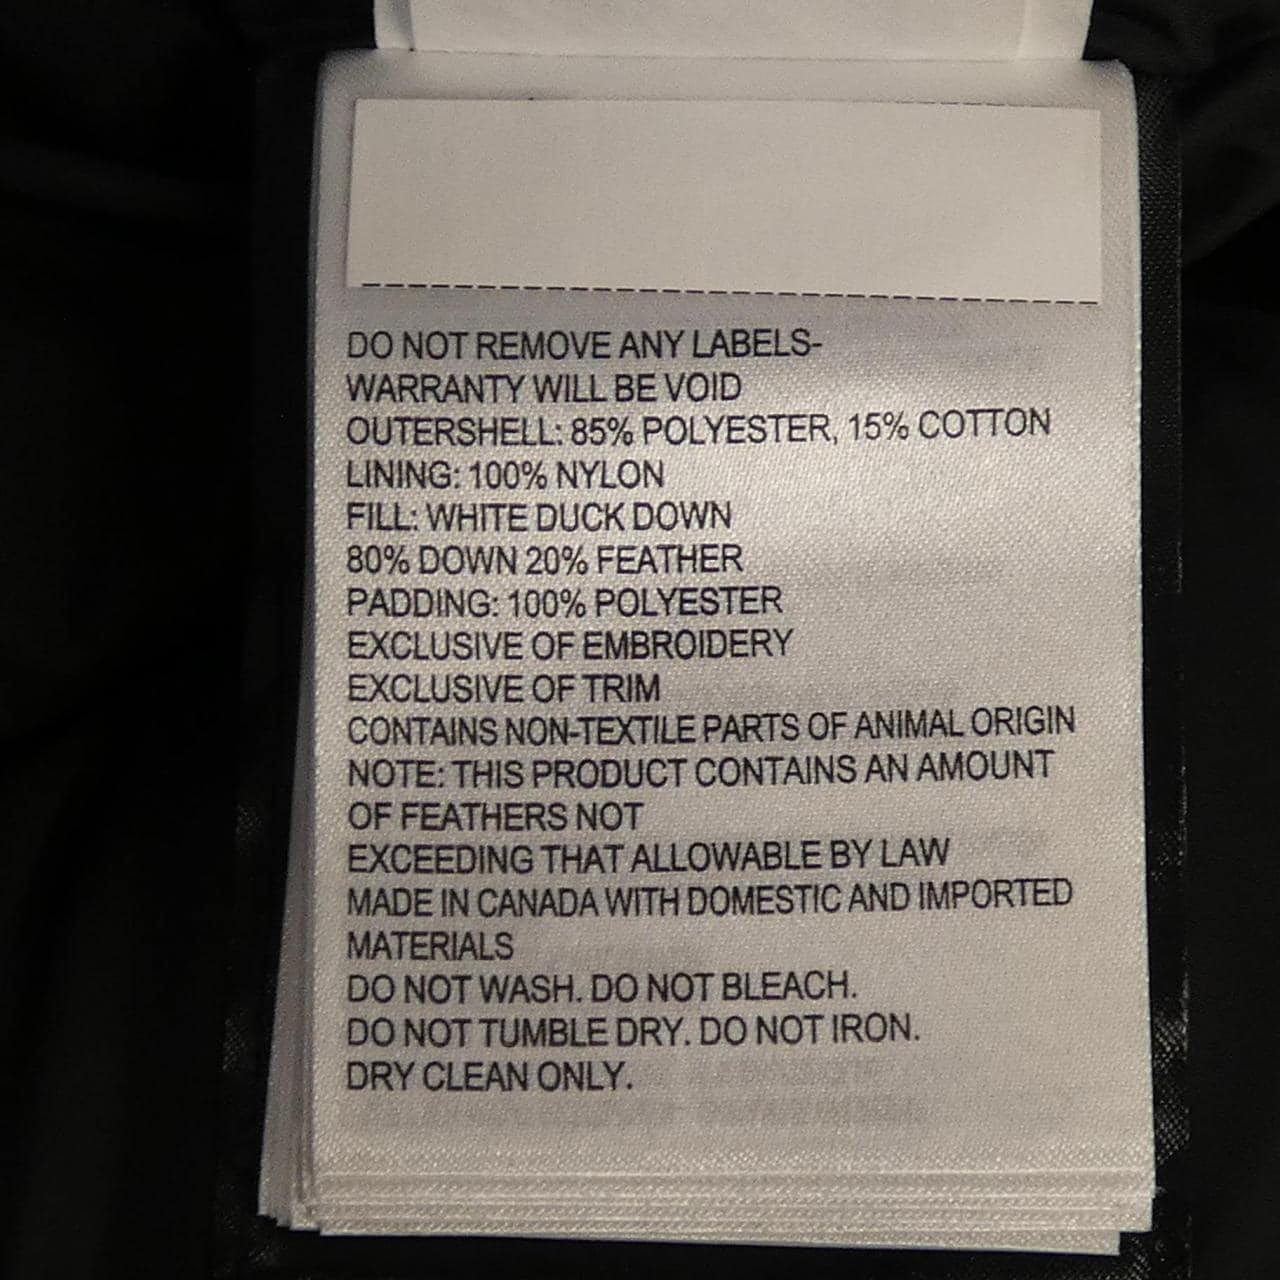 DO NOT REMOVE ANY LABELS-
WARRANTY WILL BE VOID
OUTERSHELL: 85% POLYESTER, 15% COTTON
LINING: 100% NYLON
FILL: WHITE DUCK DOWN
80% DOWN 20% FEATHER
PADDING: 100% POLYESTER
EXCLUSIVE OF EMBROIDERY
EXCLUSIVE OF TRIM
CONTAINS NON-TEXTILE PARTS OF ANIMAL ORIGIN
NOTE: THIS PRODUCT CONTAINS AN AMOUNT
OF FEATHERS NOT
EXCEEDING THAT ALLOWABLE BY LAW
MADE IN CANADA WITH DOMESTIC AND IMPORTED
MATERIALS
DO NOT WASH. DO NOT BLEACH.
DO NOT TUMBLE DRY. DO NOT IRON.
DRY CLEAN ONLY.